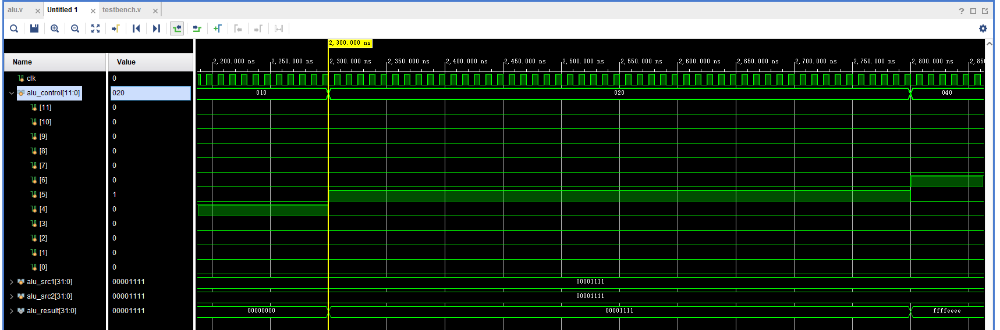 alu.v Untitled 1 testbench.v
2,300.000 ns
Name Value 2,200.000 ns 2,250.000 ns 2,300.000 ns 2,350.000 ns 2,400.000 ns 2,450.000 ns 2,500.000 ns 2,550.000 ns 2,600.000 ns 2,650.000 ns 2,700.000 ns 2,750.000 ns 2,800.000 ns 2,85
clk 0
alu_control[11:0] 020 010 020 040
[11] 0
[10] 0
[9] 0
[8] 0
[7] 0
[6] 0
[5] 1
[4] 0
[3] 0
[2] 0
[1] 0
[0] 0
alu_src1[31:0] 00001111 00001111
alu_src2[31:0] 00001111 00001111
alu_result[31:0] 00001111 00000000 00001111 ffffeeee